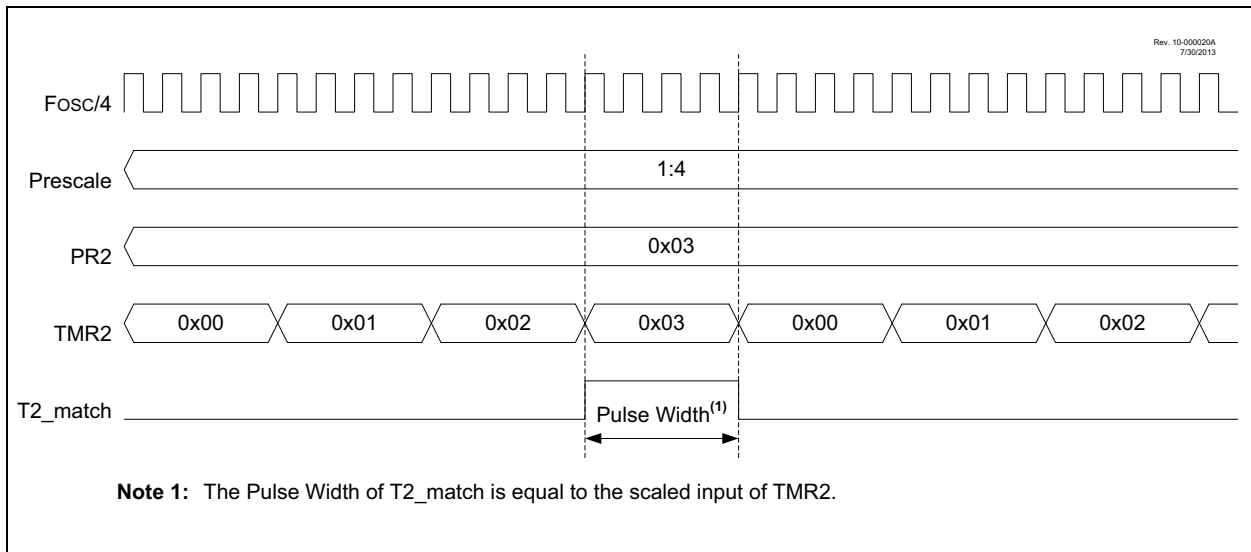 Rev. 10-000020A
7/30/2013
Fosc/4
Prescale
1:4
PR2
0x03
TMR2
0x00 0x01 0x02 0x03 0x00 0x01 0x02
T2_match
Pulse Width(1)
Note 1: The Pulse Width of T2_match is equal to the scaled input of TMR2.